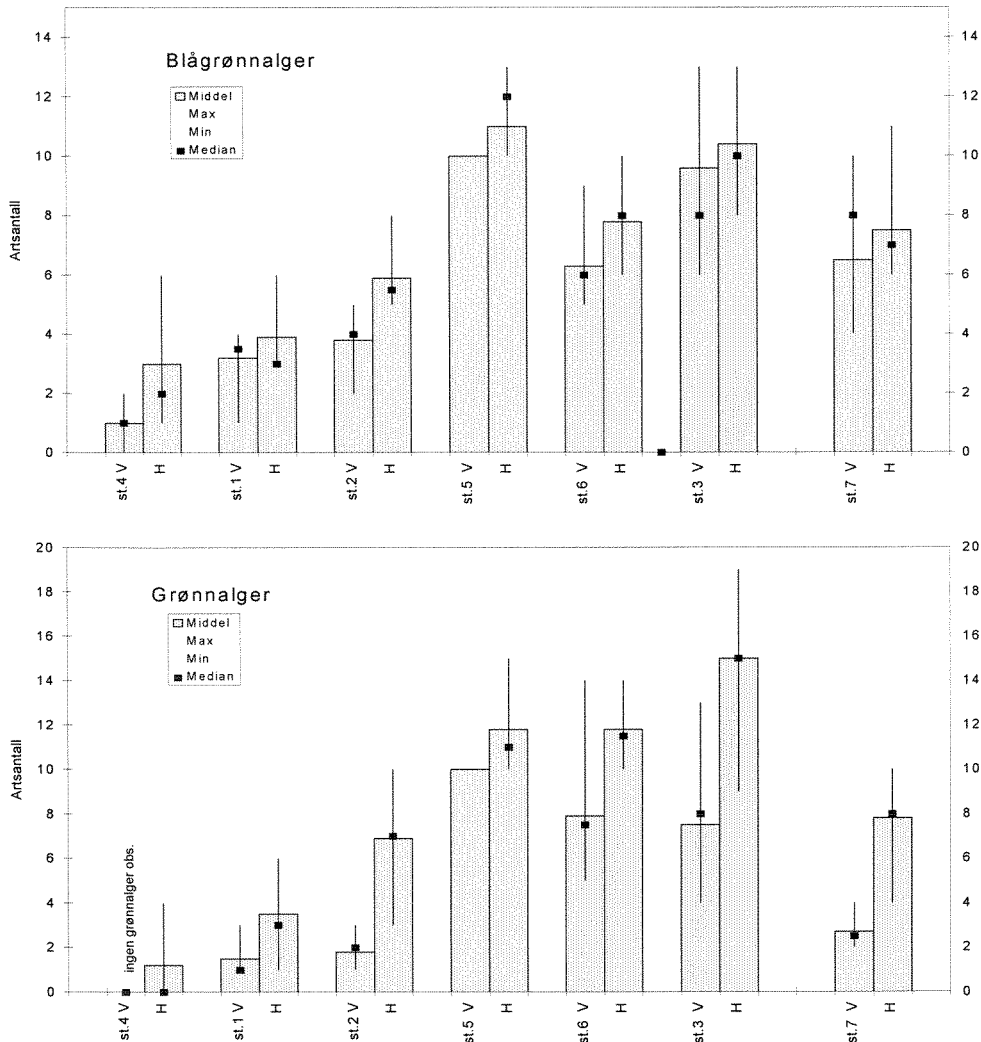 Blågrønnalger
Middel
Max
Min
Median
Artsantall
14
12
10
8
6
4
2
0
14
12
10
8
6
4
2
0
st.4 V
H
st.1 V
H
st.2 V
H
st.5 V
H
st.6 V
H
st.3 V
H
st.7 V
H
Grønnalger
Middel
Max
Min
Median
Artsantall
20
18
16
14
12
10
8
6
4
2
0
20
18
16
14
12
10
8
6
4
2
0
ingen grønnalger obs.
st.4 V
H
st.1 V
H
st.2 V
H
st.5 V
H
st.6 V
H
st.3 V
H
st.7 V
H